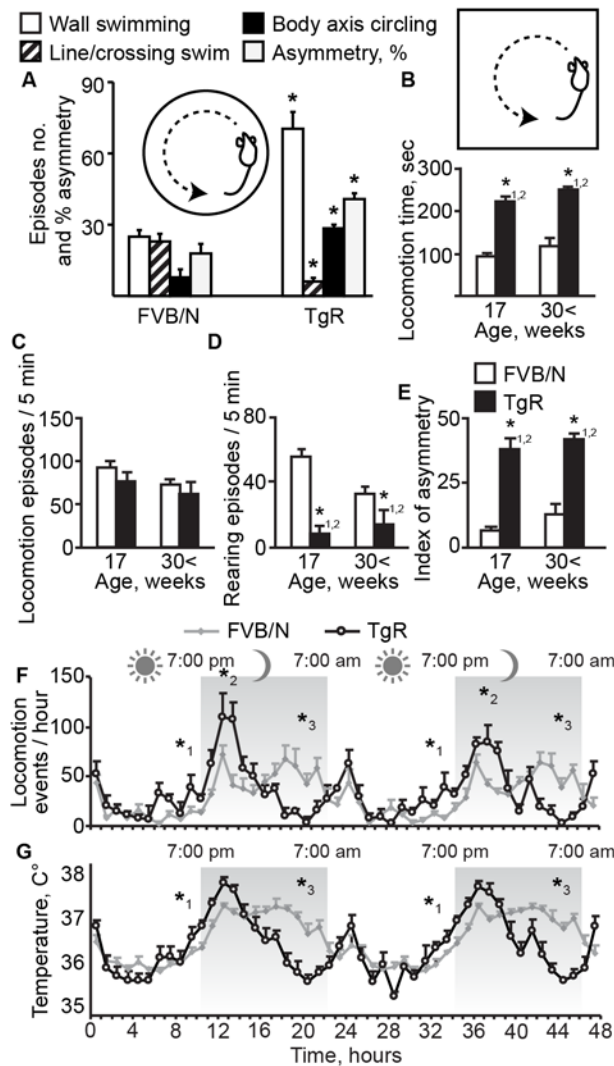 Wall swimming
Body axis circling
Line/crossing swim
Asymmetry, %
A
Episodes no.
and % asymmetry
90
60
30
*
*
*
*
FVB/N
TgR
B
Locomotion time, sec
300
200
100
* 1,2
* 1,2
17
30<
Age, weeks
C
Locomotion episodes / 5 min
150
100
50
0
17
30<
Age, weeks
D
Rearing episodes / 5 min
80
40
0
* 1,2
* 1,2
17
30<
Age, weeks
FVB/N
TgR
E
Index of asymmetry
50
25
0
* 1,2
* 1,2
17
30<
Age, weeks
FVB/N TgR
7:00 pm 7:00 am 7:00 pm 7:00 am
F
Locomotion
events / hour
150
100
50
0
*1 *2 *3 *1 *2 *3
G
7:00 pm 7:00 am 7:00 pm 7:00 am
Temperature, C°
38
37
36
35
*1 *3 *1 *3
0 4 8 12 16 20 24 28 32 36 40 44 48
Time, hours